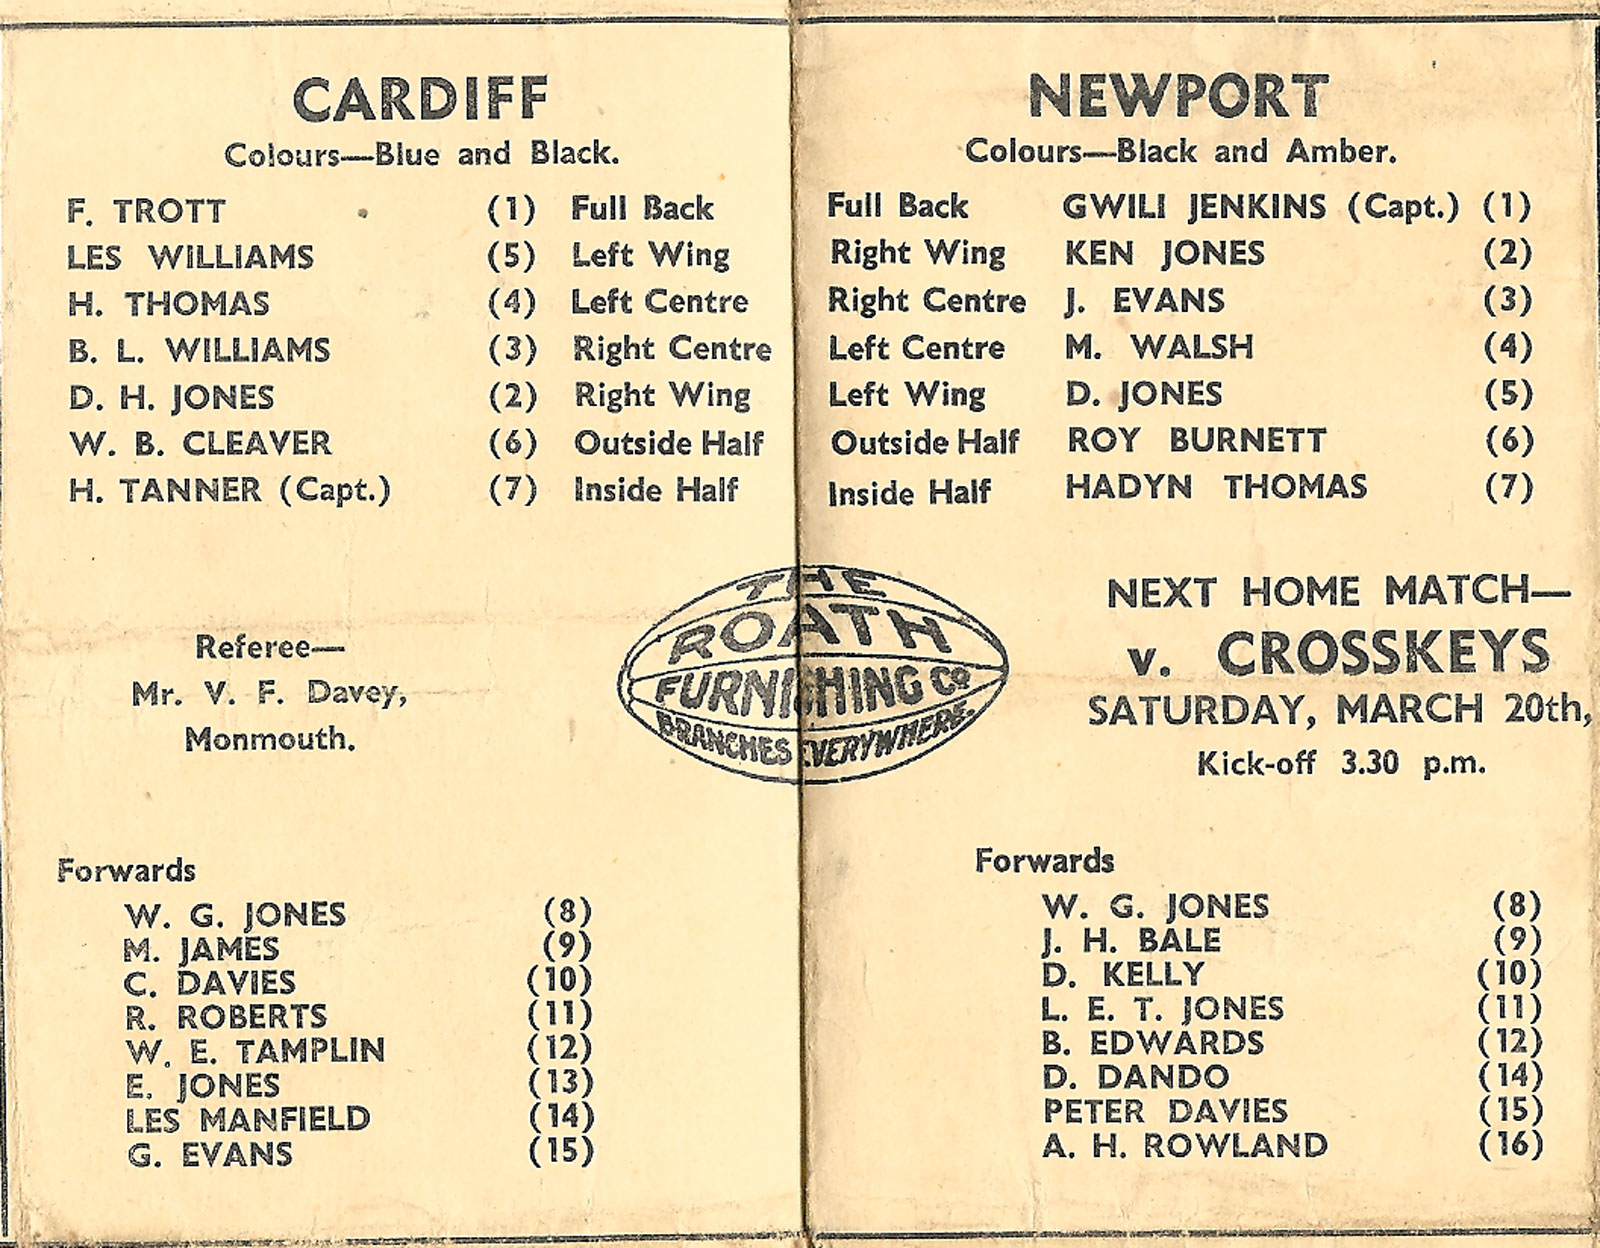 CARDIFF
Colours—Blue and Black.
F. TROTT (1) Full Back
LES WILLIAMS (5) Left Wing
H. THOMAS (4) Left Centre
B. L. WILLIAMS (3) Right Centre
D. H. JONES (2) Right Wing
W. B. CLEAVER (6) Outside Half
H. TANNER (Capt.) (7) Inside Half
Referee—
Mr. V. F. Davey,
Monmouth.
Forwards
W. G. JONES (8)
M. JAMES (9)
C. DAVIES (10)
R. ROBERTS (11)
W. E. TAMPLIN (12)
E. JONES (13)
LES MANFIELD (14)
G. EVANS (15)
THE
ROATH
FURNISHING Co
BRANCHES EVERYWHERE.
NEWPORT
Colours—Black and Amber.
Full Back GWILI JENKINS (Capt.) (1)
Right Wing KEN JONES (2)
Right Centre J. EVANS (3)
Left Centre M. WALSH (4)
Left Wing D. JONES (5)
Outside Half ROY BURNETT (6)
Inside Half HADYN THOMAS (7)
NEXT HOME MATCH—
v. CROSSKEYS
SATURDAY, MARCH 20th,
Kick-off 3.30 p.m.
Forwards
W. G. JONES (8)
J. H. BALE (9)
D. KELLY (10)
L. E. T. JONES (11)
B. EDWARDS (12)
D. DANDO (14)
PETER DAVIES (15)
A. H. ROWLAND (16)